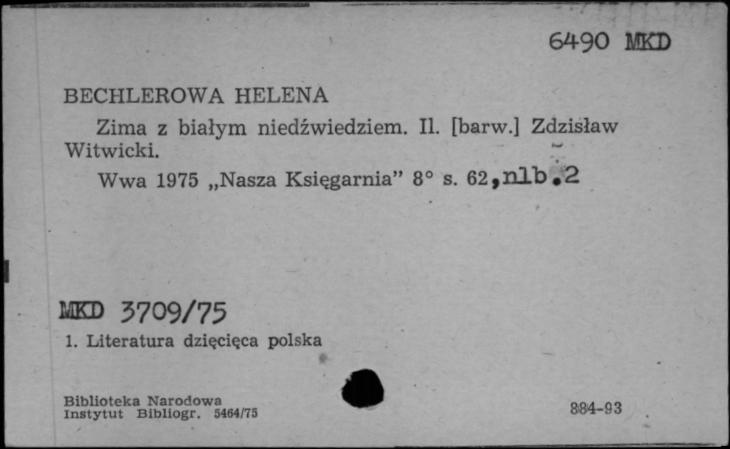 6490 MKD
BECHLEROWA HELENA
Zima z białym niedźwiedziem. Il. [barw.] Zdzisław
Witwicki.
Wwa 1975 „Nasza Księgarnia” 8° s. 62,nlb.2
MKD 3709/75
1. Literatura dziecięca polska
Biblioteka Narodowa
Instytut Bibliogr. 5464/75
884-93